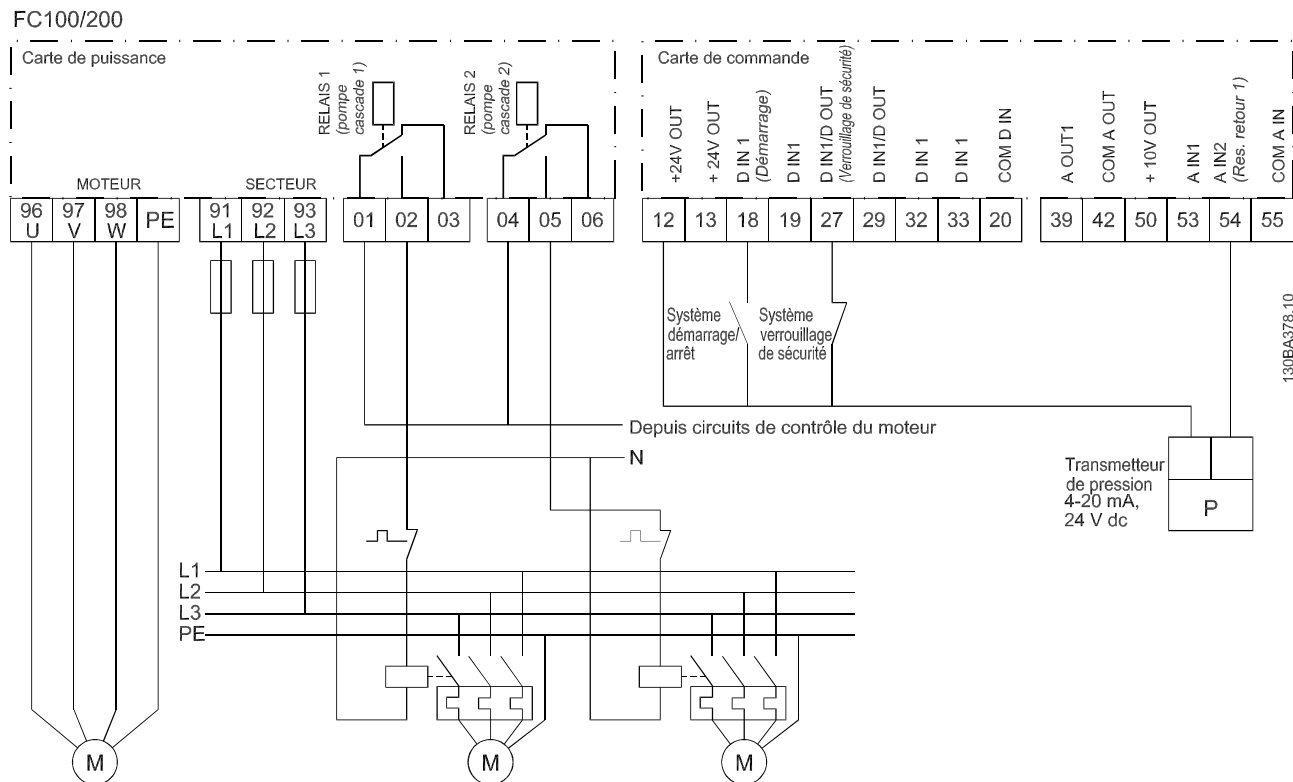 FC100/200
Carte de puissance
RELAIS 1
(pompe
cascade 1)
RELAIS 2
(pompe
cascade 2)
MOTEUR
SECTEUR
96 97 98 PE
U V W
91 92 93
L1 L2 L3
01 02 03
04 05 06
Carte de commande
+24V OUT
+ 24V OUT
D IN 1
(Démarrage)
D IN1
D IN1/D OUT
(Verrouillage de sécurité)
D IN1/D OUT
D IN 1
D IN 1
COM D IN
A OUT1
COM A OUT
+ 10V OUT
A IN1
A IN2
(Res. retour 1)
COM A IN
12 13 18 19 27 29 32 33 20
39 42 50 53 54 55
Système
démarrage/
arrêt
Système
verrouillage
de sécurité
130BA378.10
Depuis circuits de contrôle du moteur
N
Transmetteur
de pression
4-20 mA,
24 V dc
P
L1
L2
L3
PE
M
M
M